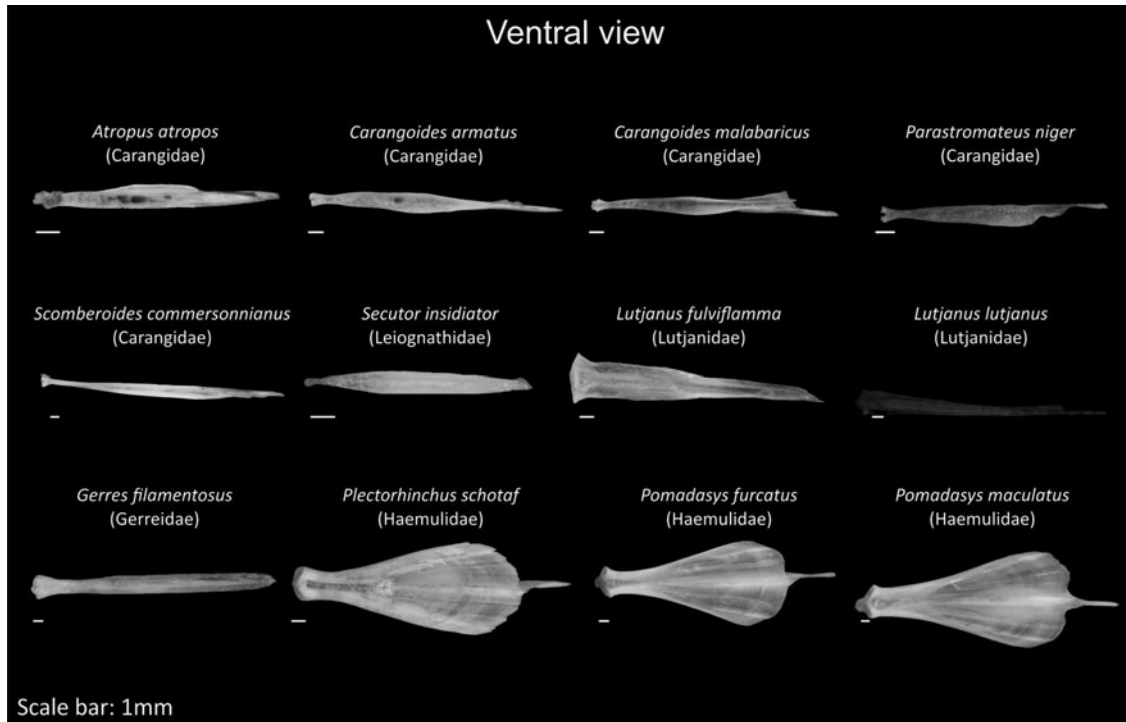 Ventral view
Atropus atropos
(Carangidae)
Carangoides armatus
(Carangidae)
Carangoides malabaricus
(Carangidae)
Parastromateus niger
(Carangidae)
Scomberoides commersonnianus
(Carangidae)
Secutor insidiator
(Leiognathidae)
Lutjanus fulviflamma
(Lutjanidae)
Lutjanus lutjanus
(Lutjanidae)
Gerres filamentosus
(Gerreidae)
Plectorhinchus schotaf
(Haemulidae)
Pomadasys furcatus
(Haemulidae)
Pomadasys maculatus
(Haemulidae)
Scale bar: 1mm